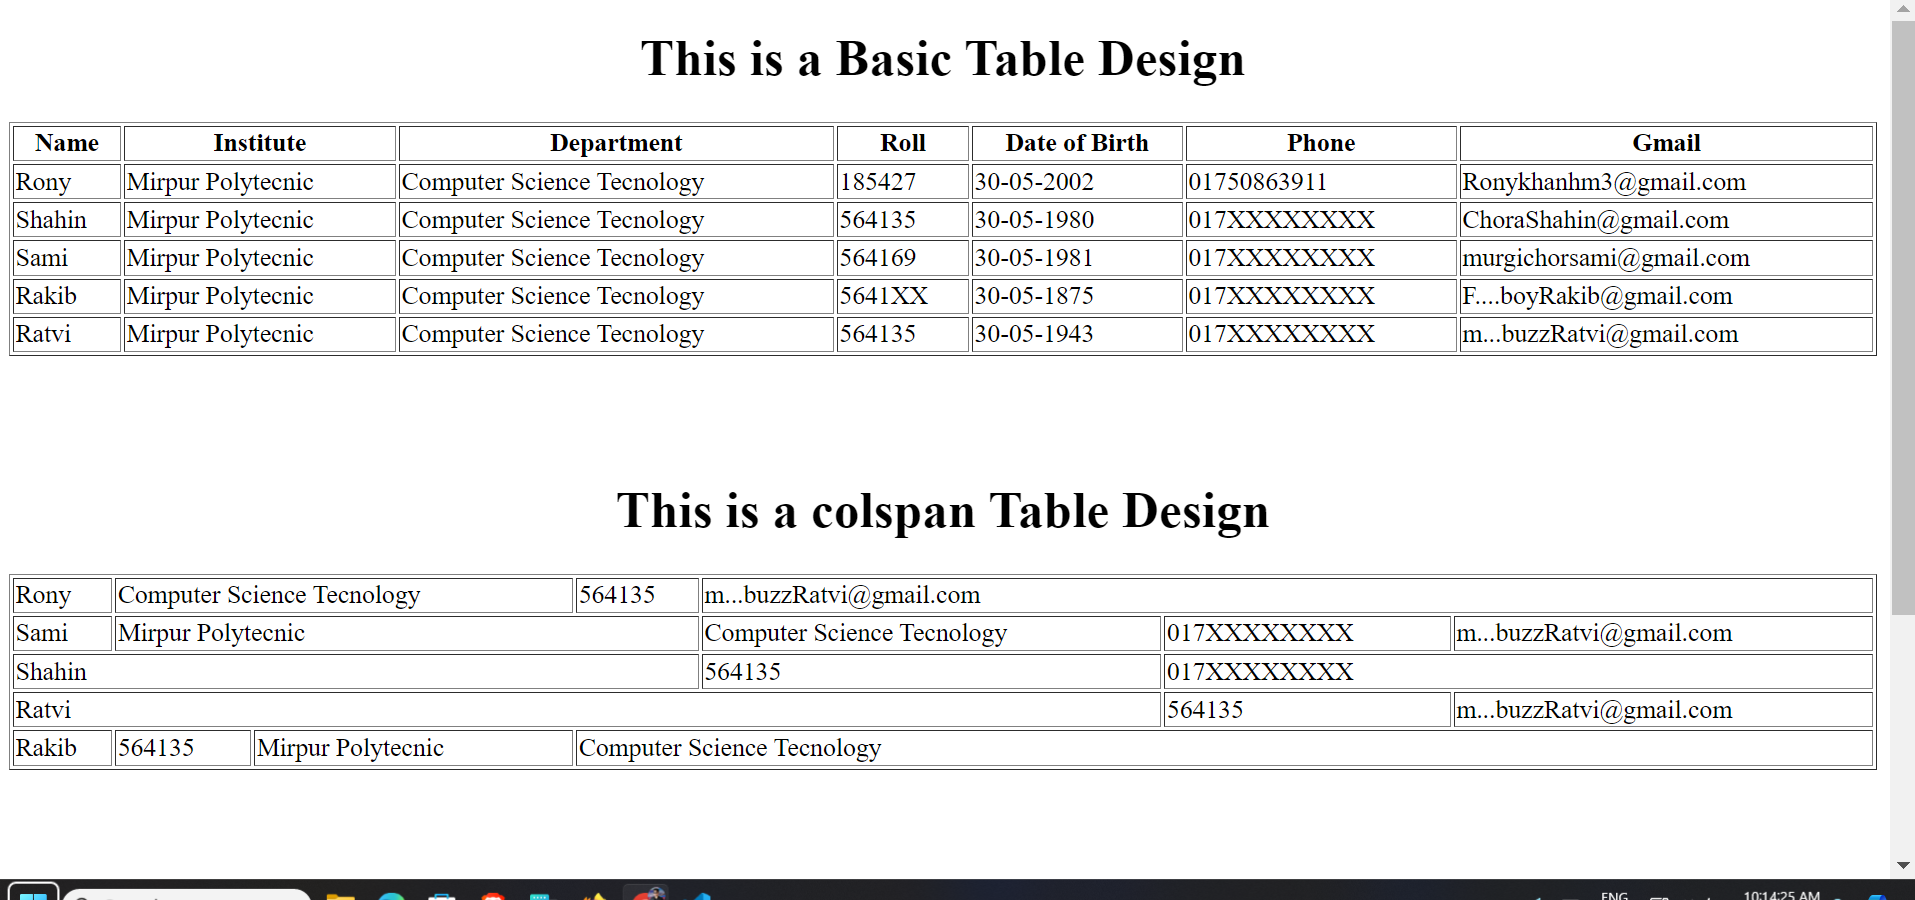 This is a Basic Table Design
Name Institute Department Roll Date of Birth Phone Gmail
Rony Mirpur Polytecnic Computer Science Tecnology 185427 30-05-2002 01750863911 Ronykhanhm3@gmail.com
Shahin Mirpur Polytecnic Computer Science Tecnology 564135 30-05-1980 017XXXXXXXX ChoraShahin@gmail.com
Sami Mirpur Polytecnic Computer Science Tecnology 564169 30-05-1981 017XXXXXXXX murgichorsami@gmail.com
Rakib Mirpur Polytecnic Computer Science Tecnology 5641XX 30-05-1875 017XXXXXXXX F....boyRakib@gmail.com
Ratvi Mirpur Polytecnic Computer Science Tecnology 564135 30-05-1943 017XXXXXXXX m...buzzRatvi@gmail.com
This is a colspan Table Design
Rony Computer Science Tecnology 564135 m...buzzRatvi@gmail.com
Sami Mirpur Polytecnic Computer Science Tecnology 017XXXXXXXX m...buzzRatvi@gmail.com
Shahin 564135 017XXXXXXXX
Ratvi 564135 m...buzzRatvi@gmail.com
Rakib 564135 Mirpur Polytecnic Computer Science Tecnology
ENG 10:14:25 AM